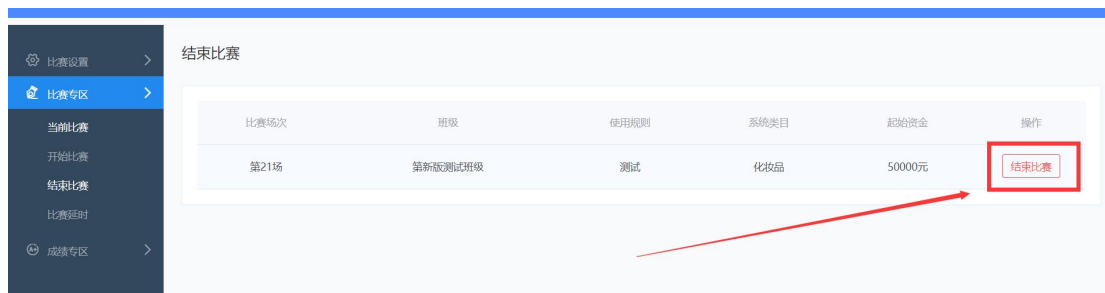 结束比赛
比赛设置
比赛专区
当前比赛
开始比赛
结束比赛
比赛延时
成绩专区
比赛场次 班级 使用规则 系统类目 起始资金 操作
第21场 第新版测试班级 测试 化妆品 50000元 结束比赛